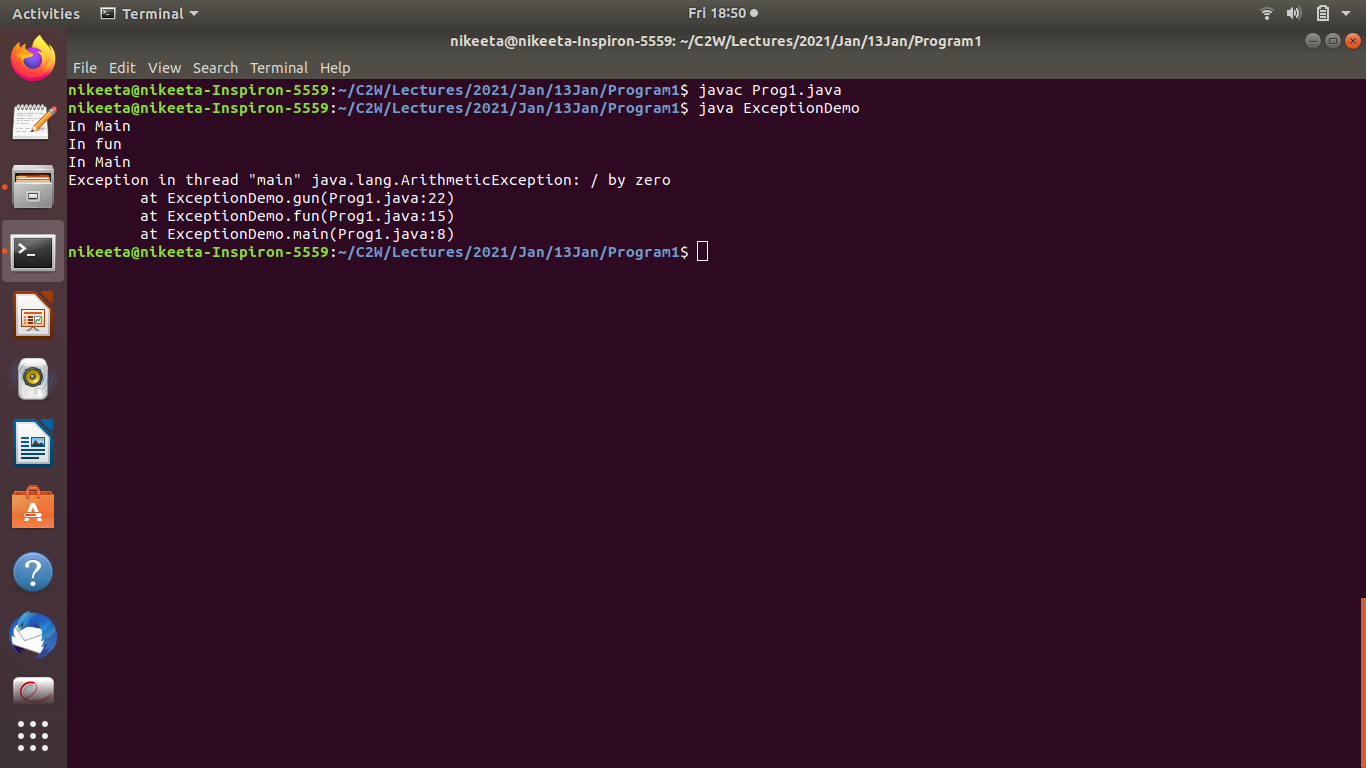 Activities Terminal Fri 18:50
nikeeta@nikeeta-Inspiron-5559: ~/C2W/Lectures/2021/Jan/13Jan/Program1
File Edit View Search Terminal Help
nikeeta@nikeeta-Inspiron-5559:~/C2W/Lectures/2021/Jan/13Jan/Program1$ javac Prog1.java
nikeeta@nikeeta-Inspiron-5559:~/C2W/Lectures/2021/Jan/13Jan/Program1$ java ExceptionDemo
In Main
In fun
In Main
Exception in thread "main" java.lang.ArithmeticException: / by zero
        at ExceptionDemo.gun(Prog1.java:22)
        at ExceptionDemo.fun(Prog1.java:15)
        at ExceptionDemo.main(Prog1.java:8)
nikeeta@nikeeta-Inspiron-5559:~/C2W/Lectures/2021/Jan/13Jan/Program1$